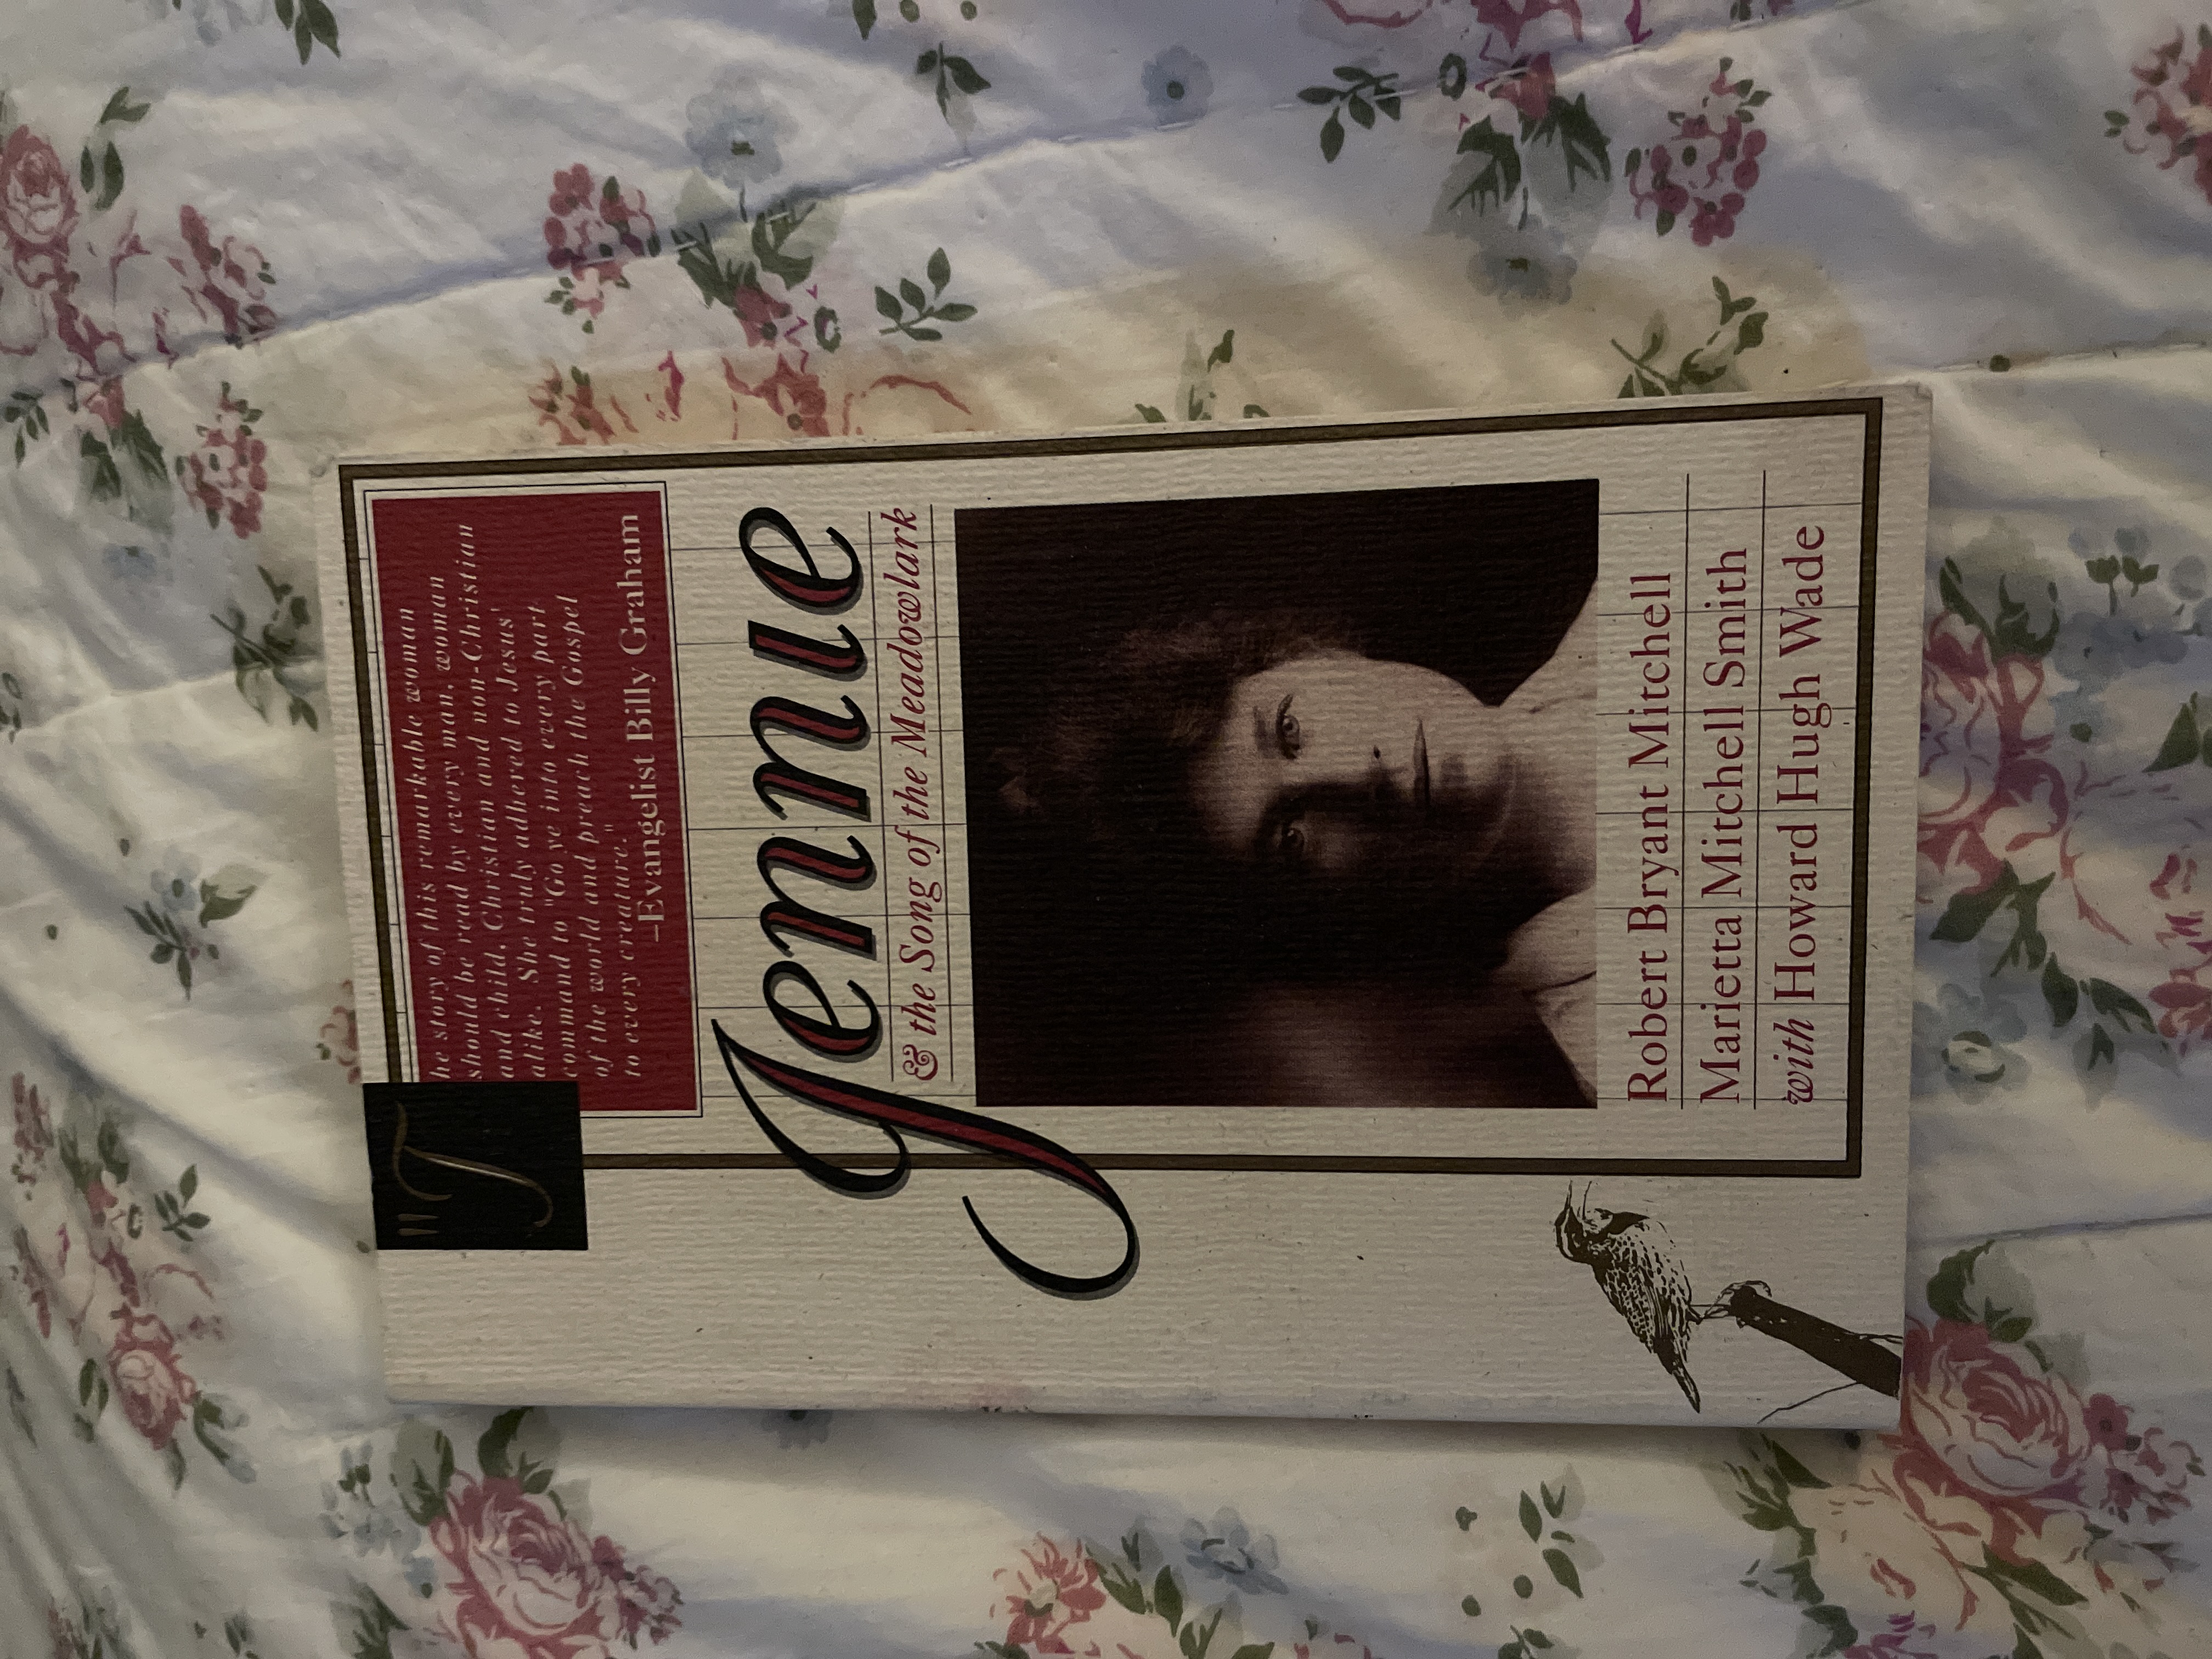 "The story of this remarkable woman
should be read by every man, woman
and child, Christian and non-Christian
alike. She truly adhered to Jesus'
command to "Go ye into every part
of the world and preach the Gospel
to every creature."
–Evangelist Billy Graham
Jennie
& the Song of the Meadowlark
Robert Bryant Mitchell
Marietta Mitchell Smith
with Howard Hugh Wade